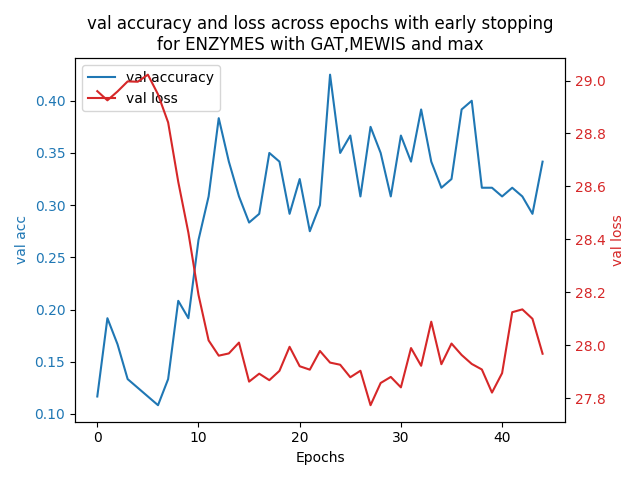 val accuracy and loss across epochs with early stopping
for ENZYMES with GAT,MEWIS and max
val accuracy
val loss
0.40
0.35
0.30
0.25
0.20
0.15
0.10
val acc
29.0
28.8
28.6
28.4
28.2
28.0
27.8
val loss
0 10 20 30 40
Epochs